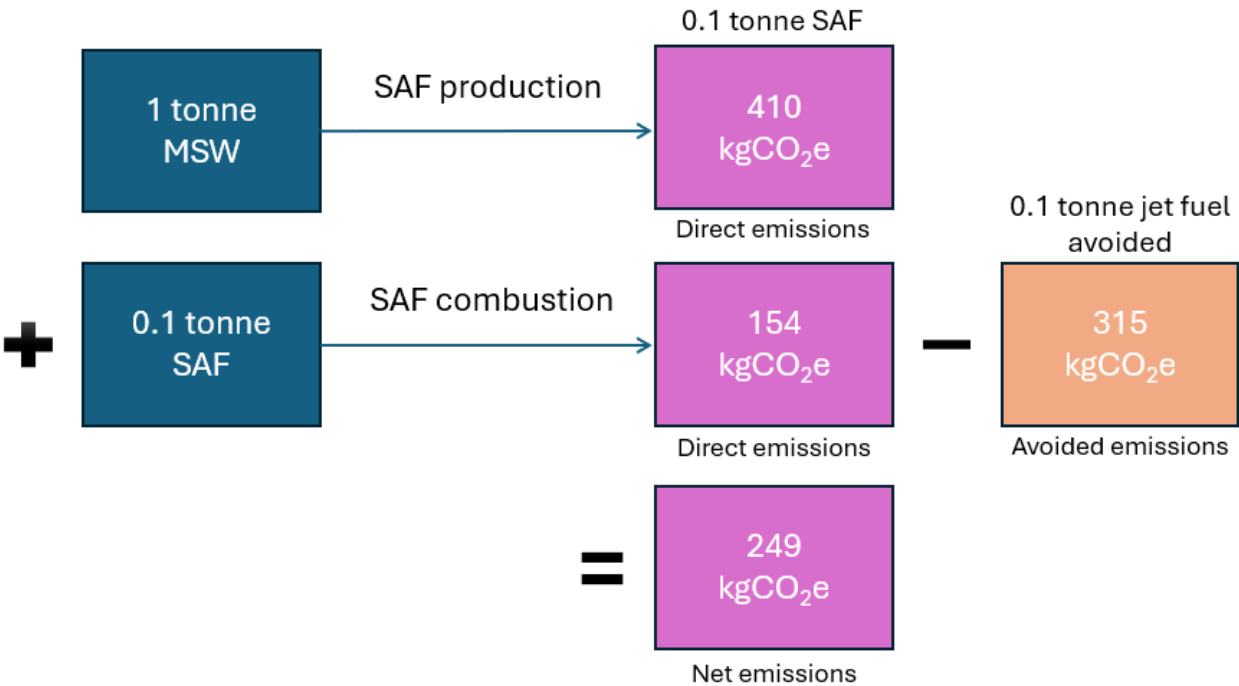 0.1 tonne SAF
1 tonne
MSW
SAF production
410
kgCO₂e
Direct emissions
0.1 tonne jet fuel
avoided
+
0.1 tonne
SAF
SAF combustion
154
kgCO₂e
Direct emissions
−
315
kgCO₂e
Avoided emissions
=
249
kgCO₂e
Net emissions